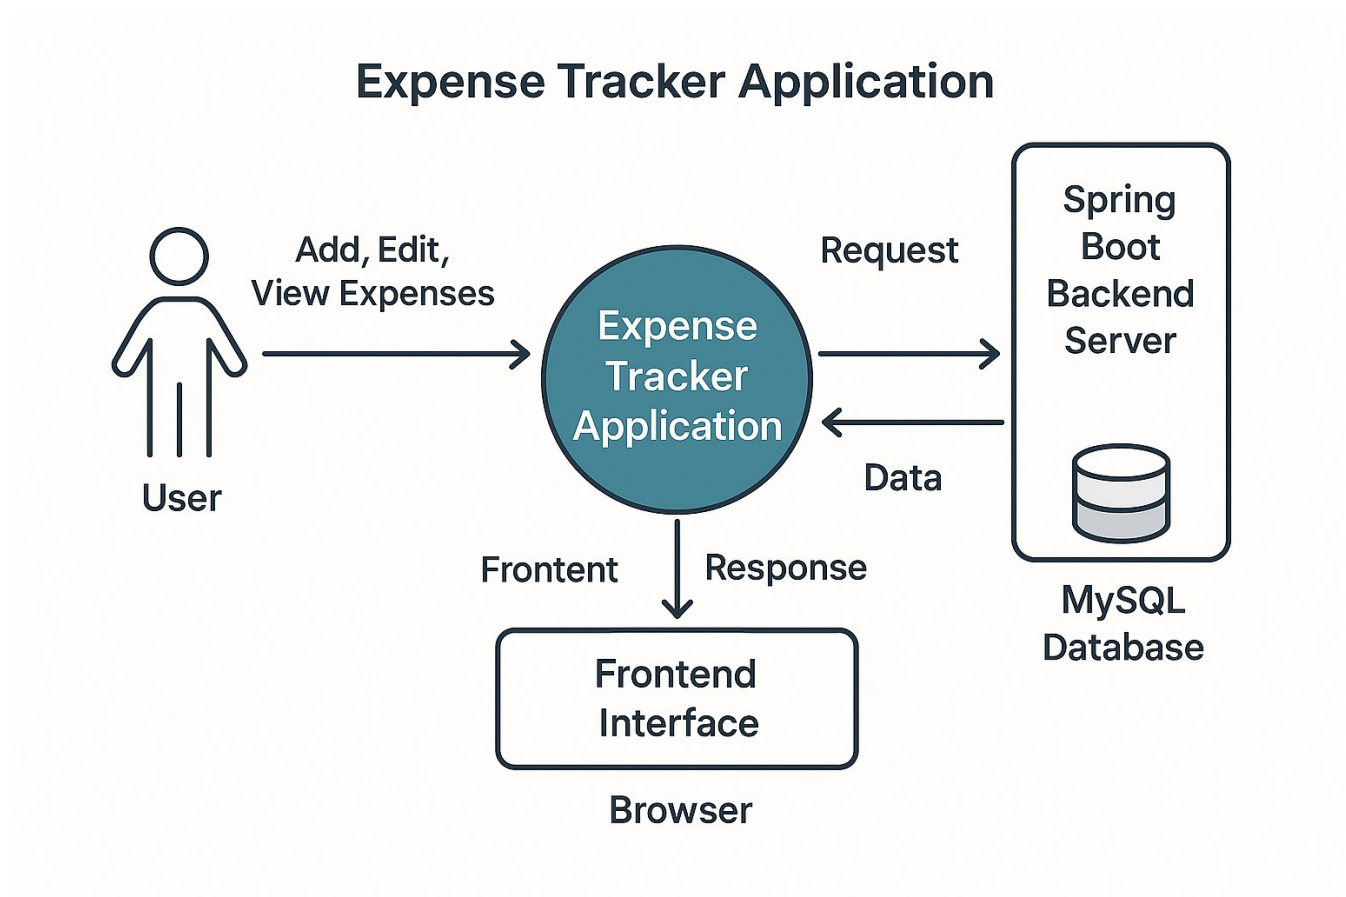 Expense Tracker Application
Add, Edit,
View Expenses
User
Expense
Tracker
Application
Request
Data
Spring
Boot
Backend
Server
MySQL
Database
Frontent
Response
Frontend
Interface
Browser